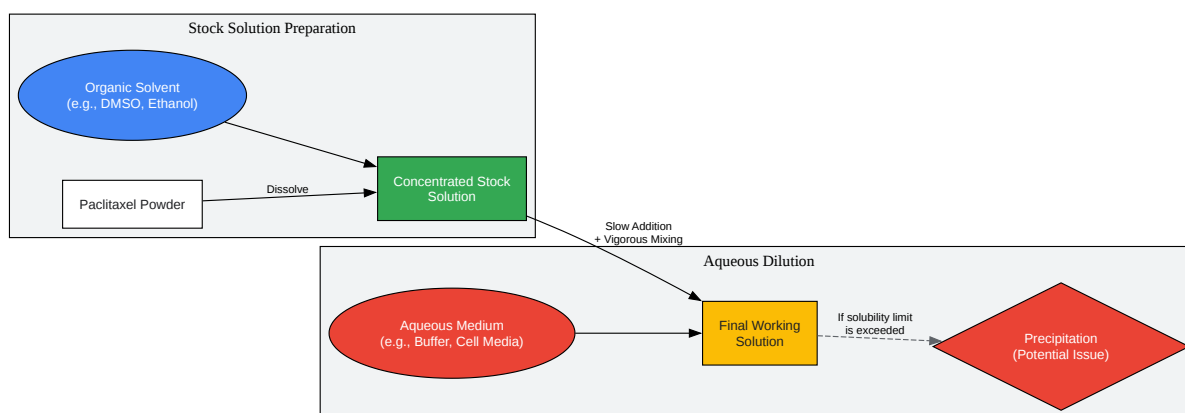 Stock Solution Preparation
Organic Solvent
(e.g., DMSO, Ethanol)
Paclitaxel Powder
Dissolve
Concentrated Stock
Solution
Slow Addition
+ Vigorous Mixing
Aqueous Dilution
Aqueous Medium
(e.g., Buffer, Cell Media)
Final Working
Solution
If solubility limit
is exceeded
Precipitation
(Potential Issue)